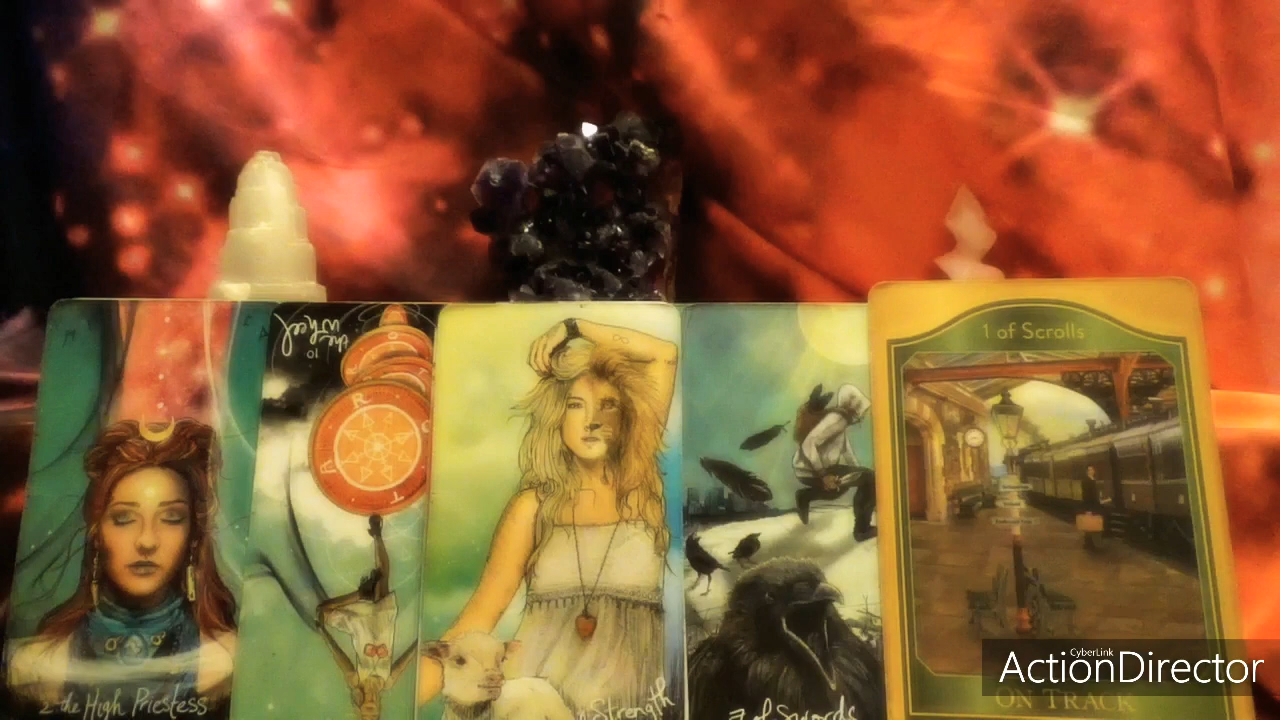 2 the High Priestess
the Wheel
10
R
O
T
A
Strength
7 of Swords
1 of Scrolls
ON TRACK
CyberLink
ActionDirector